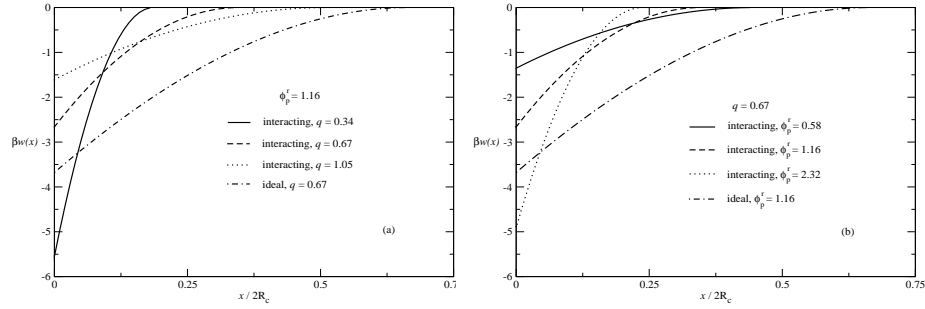 0
-1
-2
-3
-4
-5
-6
βw(x)
0
0.25
0.5
0.75
x / 2R_c
ϕ_p^r = 1.16
interacting, q = 0.34
interacting, q = 0.67
interacting, q = 1.05
ideal, q = 0.67
(a)
0
-1
-2
-3
-4
-5
-6
βw(x)
0
0.25
0.5
0.75
x / 2R_c
q = 0.67
interacting, ϕ_p^r = 0.58
interacting, ϕ_p^r = 1.16
interacting, ϕ_p^r = 2.32
ideal, ϕ_p^r = 1.16
(b)